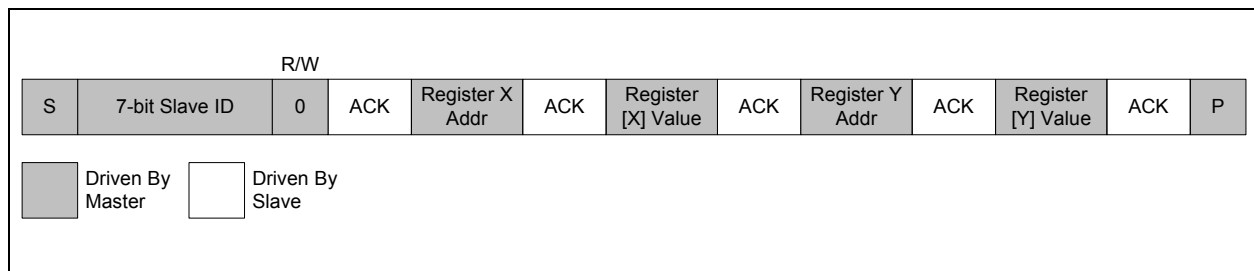 R/W
S 7-bit Slave ID 0 ACK Register X Addr ACK Register [X] Value ACK Register Y Addr ACK Register [Y] Value ACK P
Driven By Master
Driven By Slave